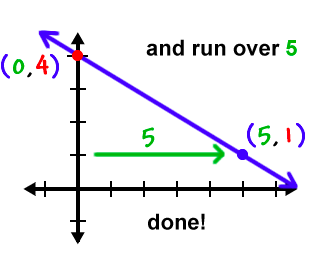 and run over 5
(0,4)
5
(5,1)
done!